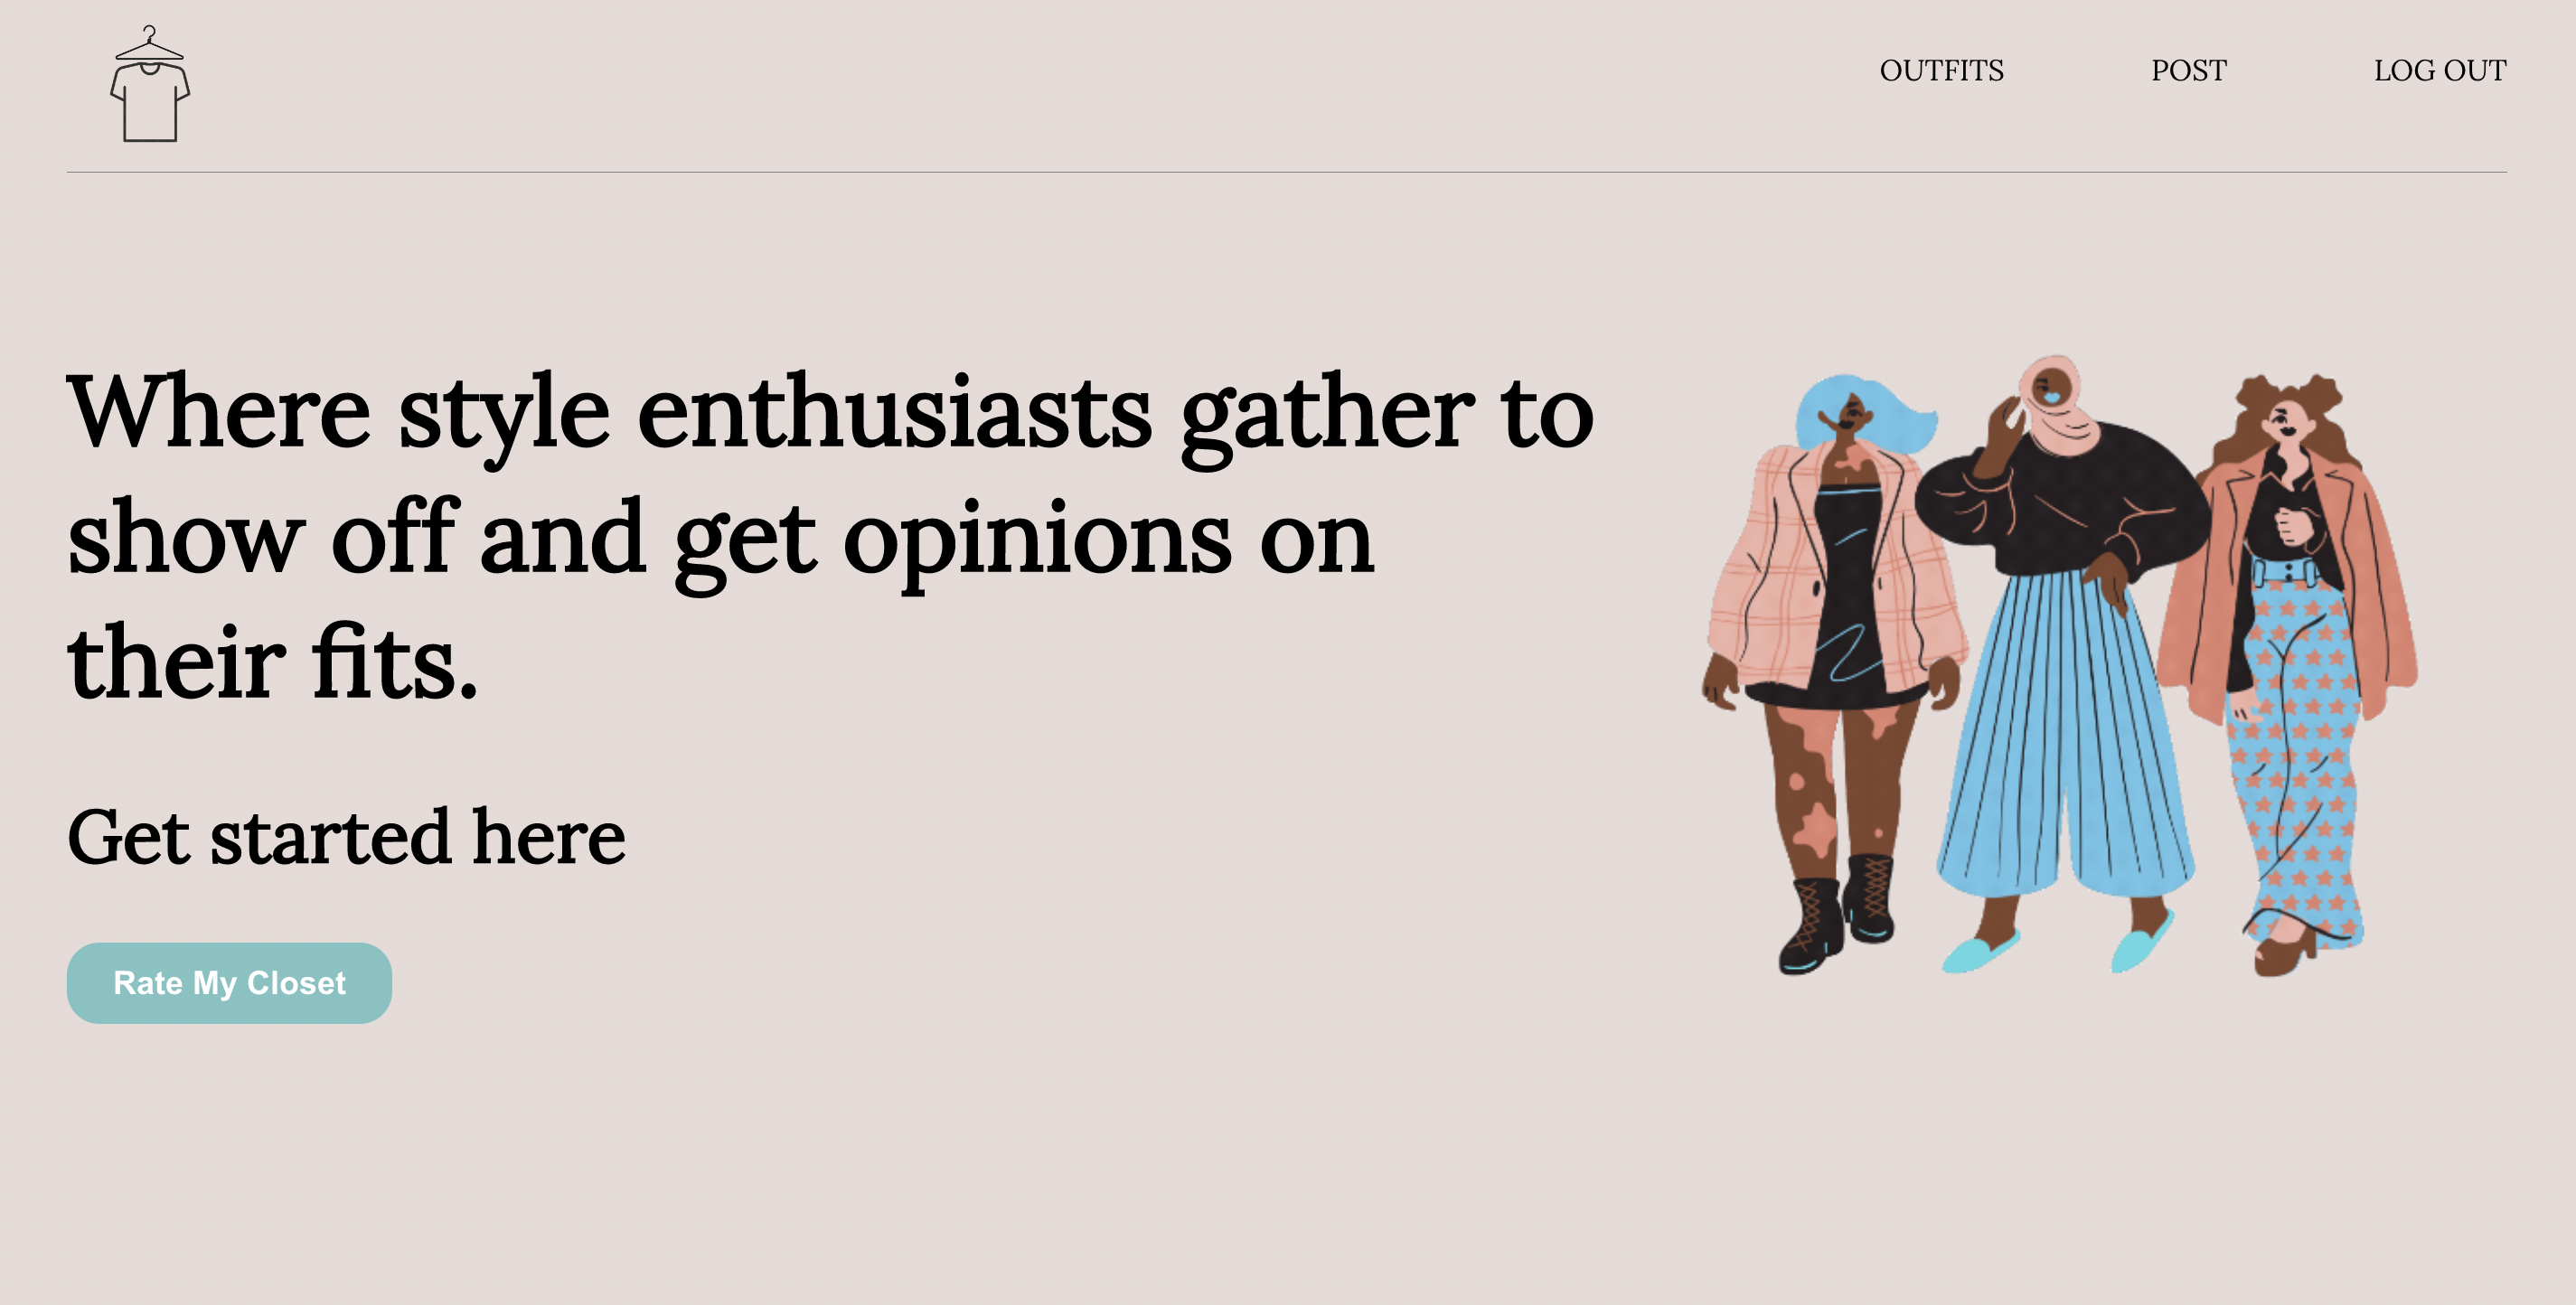 OUTFITS
POST
LOG OUT
Where style enthusiasts gather to
show off and get opinions on
their fits.
Get started here
Rate My Closet